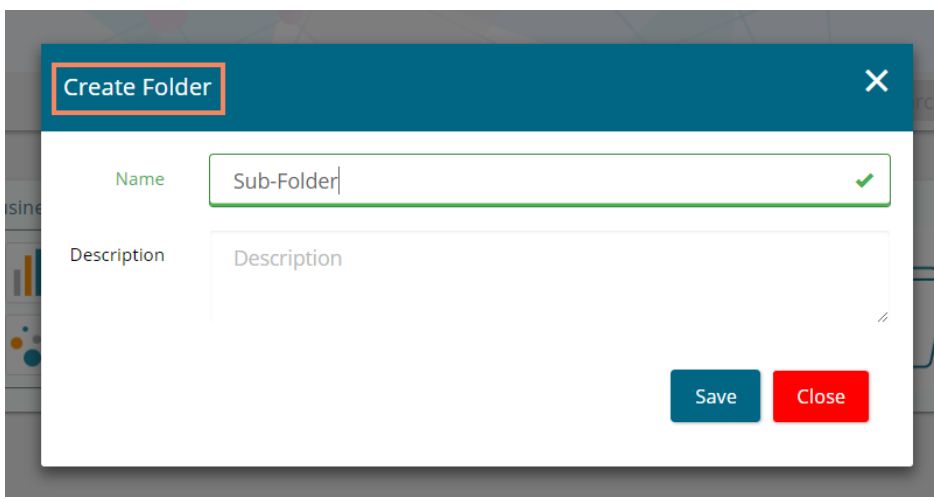 Create Folder
Name
Sub-Folder
Description
Description
Save
Close